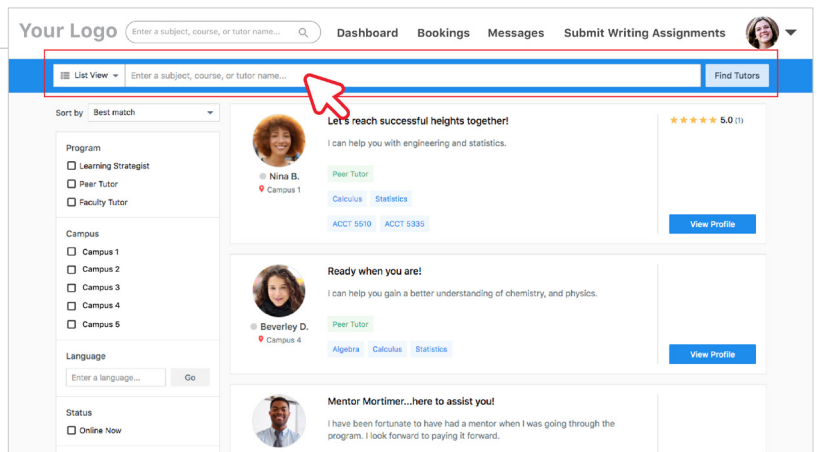 Your Logo
Enter a subject, course, or tutor name...
Dashboard
Bookings
Messages
Submit Writing Assignments
List View
Enter a subject, course, or tutor name...
Find Tutors
Sort by
Best match
Program
Learning Strategist
Peer Tutor
Faculty Tutor
Campus
Campus 1
Campus 2
Campus 3
Campus 4
Campus 5
Language
Enter a language...
Go
Status
Online Now
Nina B.
Campus 1
Let's reach successful heights together!
I can help you with engineering and statistics.
Peer Tutor
Calculus Statistics
ACCT 5510 ACCT 5335
5.0 (1)
View Profile
Beverley D.
Campus 4
Ready when you are!
I can help you gain a better understanding of chemistry, and physics.
Peer Tutor
Algebra Calculus Statistics
View Profile
Mentor Mortimer...here to assist you!
I have been fortunate to have had a mentor when I was going through the
program. I look forward to paying it forward.